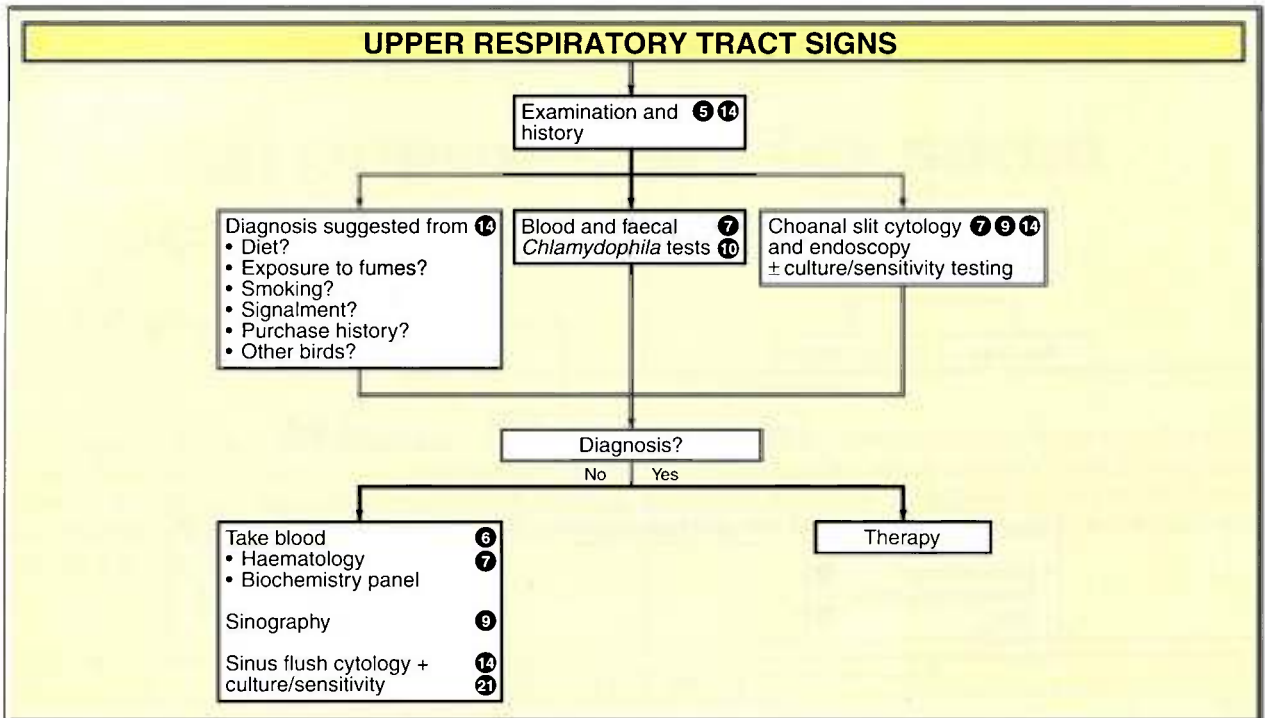 UPPER RESPIRATORY TRACT SIGNS
Examination and 5 14
history
Diagnosis suggested from 14
• Diet?
• Exposure to fumes?
• Smoking?
• Signalment?
• Purchase history?
• Other birds?
Blood and faecal 7
Chlamydophila tests 10
Choanal slit cytology 7 9 14
and endoscopy
± culture/sensitivity testing
Diagnosis?
No Yes
Take blood 6
• Haematology 7
• Biochemistry panel
Sinography 9
Sinus flush cytology + 14
culture/sensitivity 21
Therapy